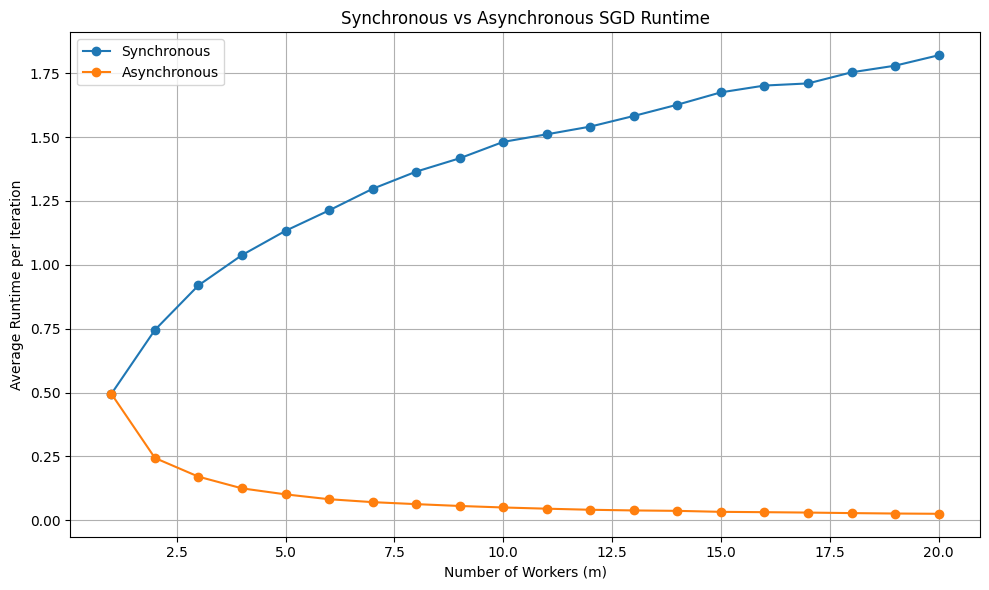 Synchronous vs Asynchronous SGD Runtime
Synchronous
Asynchronous
Average Runtime per Iteration
1.75
1.50
1.25
1.00
0.75
0.50
0.25
0.00
2.5 5.0 7.5 10.0 12.5 15.0 17.5 20.0
Number of Workers (m)